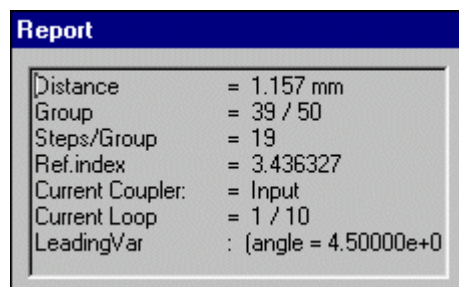 Report
Distance = 1.157 mm
Group = 39 / 50
Steps/Group = 19
Ref.index = 3.436327
Current Coupler: = Input
Current Loop = 1 / 10
LeadingVar : (angle = 4.50000e+0